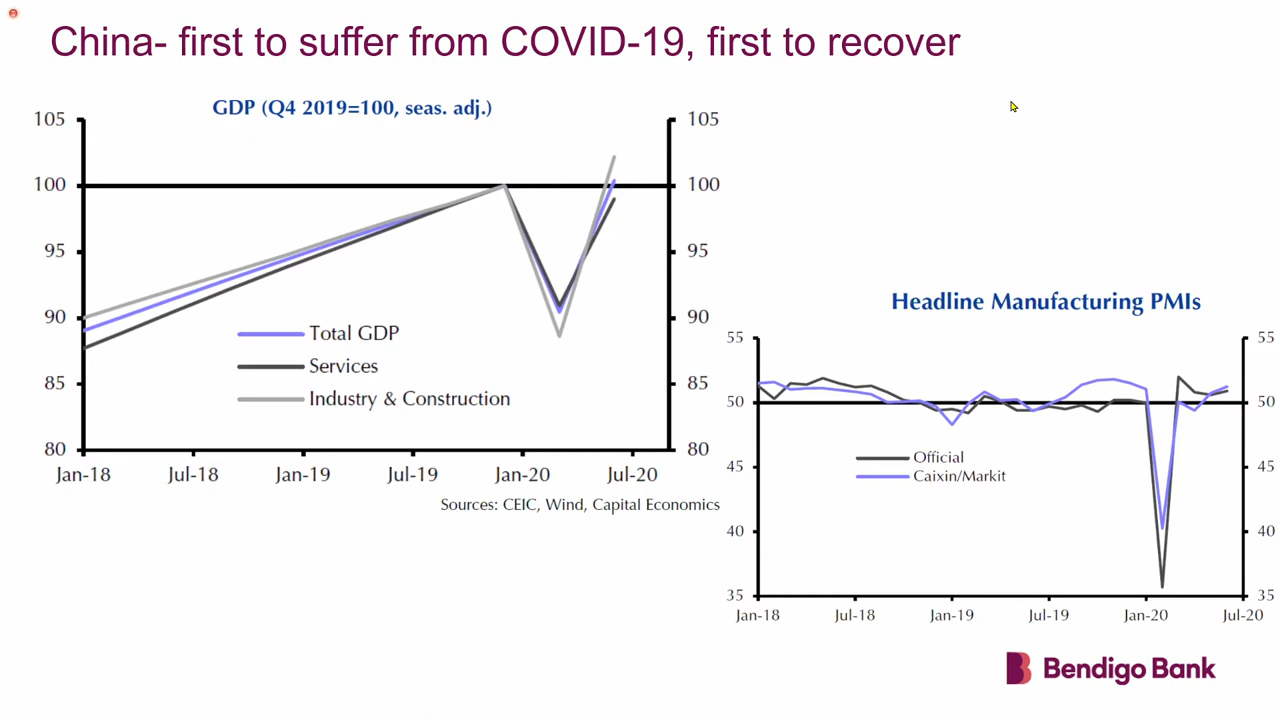 China- first to suffer from COVID-19, first to recover
GDP (Q4 2019=100, seas. adj.)
105 105
100 100
95 95
90 90
85 85
80 80
Total GDP
Services
Industry & Construction
Jan-18 Jul-18 Jan-19 Jul-19 Jan-20 Jul-20
Sources: CEIC, Wind, Capital Economics
Headline Manufacturing PMIs
55 55
50 50
45 45
40 40
35 35
Official
Caixin/Markit
Jan-18 Jul-18 Jan-19 Jul-19 Jan-20 Jul-20
Bendigo Bank